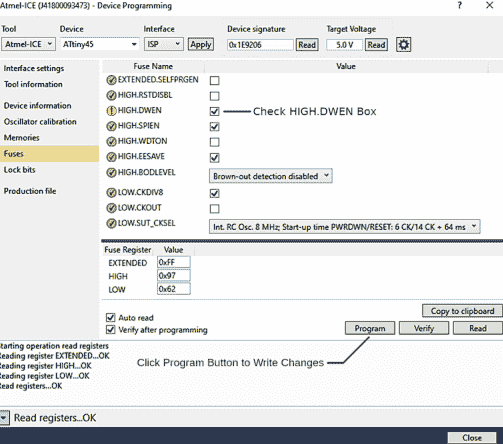 Atmel-ICE (J41800093473) - Device Programming
? ×
Tool Device Interface Device signature Target Voltage
Atmel-ICE ATtiny45 ISP Apply 0x1E9206 Read 5.0 V Read
Interface settings
Tool information
Device information
Oscillator calibration
Memories
Fuses
Lock bits
Production file
Fuse Name Value
EXTENDED.SELFPRGEN
HIGH.RSTDISBL
HIGH.DWEN Check HIGH.DWEN Box
HIGH.SPIEN
HIGH.WDTON
HIGH.EESAVE
HIGH.BODLEVEL Brown-out detection disabled
LOW.CKDIV8
LOW.CKOUT
LOW.SUT_CKSEL Int. RC Osc. 8 MHz; Start-up time PWRDWN/RESET: 6 CK/14 CK + 64 ms
Fuse Register Value
EXTENDED 0xFF
HIGH 0x97
LOW 0x62
Copy to clipboard
Auto read
Verify after programming
Program Verify Read
Starting operation read registers
Reading register EXTENDED...OK
Reading register HIGH...OK
Reading register LOW...OK
Read registers...OK
Click Program Button to Write Changes
Read registers...OK
Close